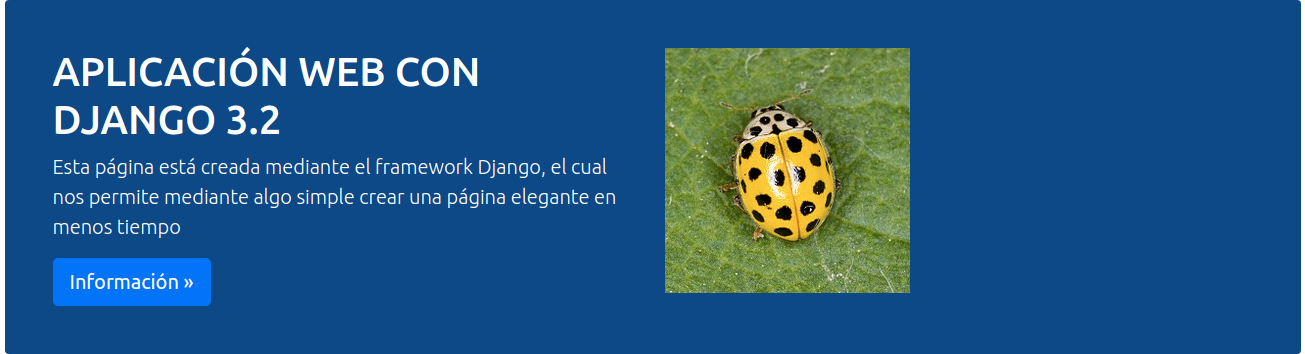 APLICACIÓN WEB CON
DJANGO 3.2
Esta página está creada mediante el framework Django, el cual
nos permite mediante algo simple crear una página elegante en
menos tiempo
Información »